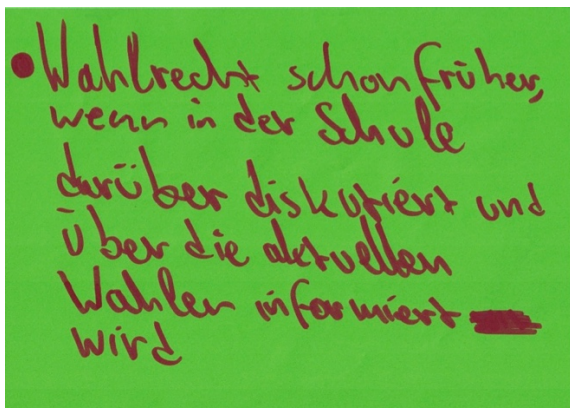 • Wahlrecht schon früher,
wenn in der Schule
darüber diskutiert und
über die aktuellen
Wahlen informiert
wird